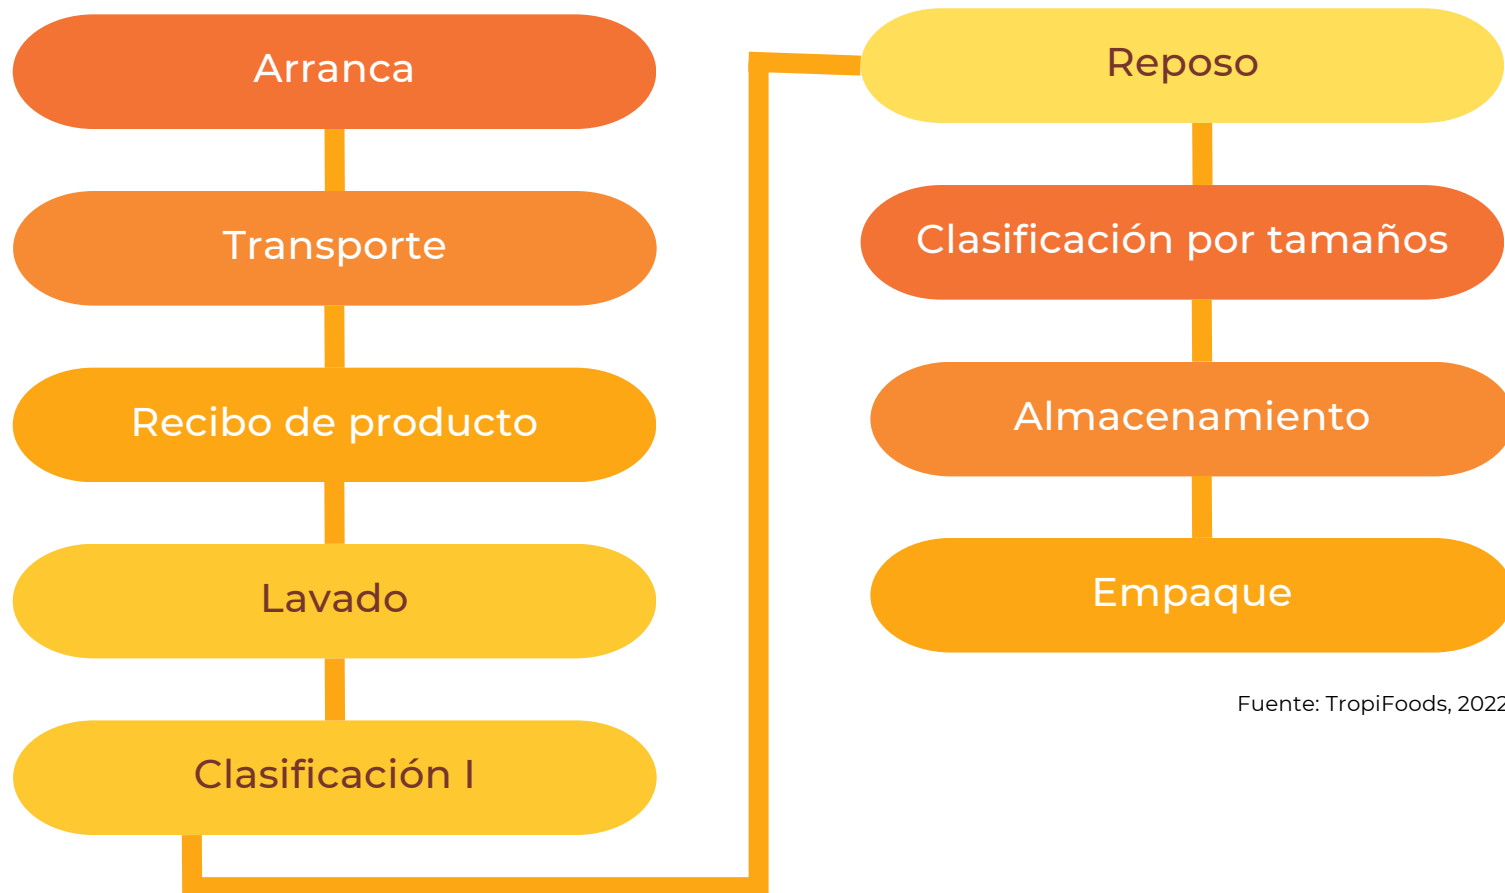 Arranca
Transporte
Recibo de producto
Lavado
Clasificación I
Reposo
Clasificación por tamaños
Almacenamiento
Empaque
Fuente: TropiFoods, 2022